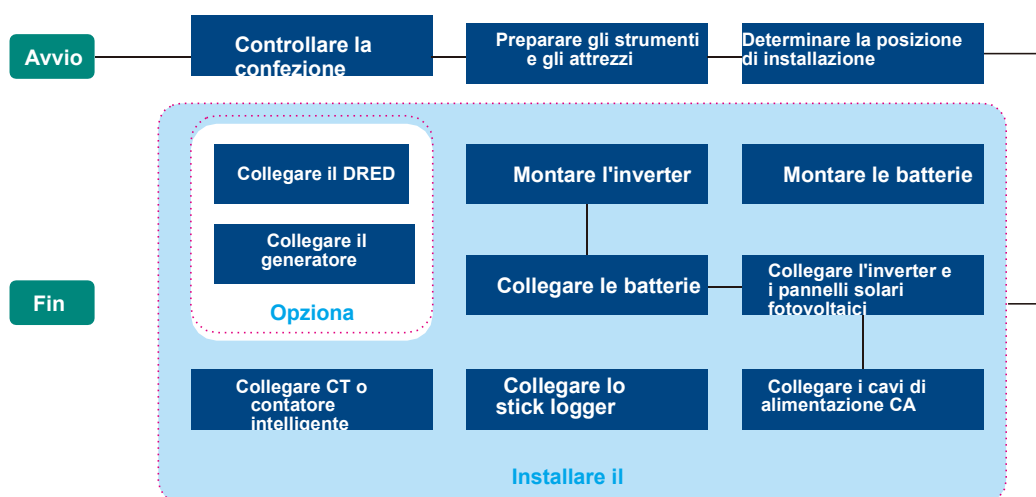 Avvio
Controllare la
confezione
Preparare gli strumenti
e gli attrezzi
Determinare la posizione
di installazione
Collegare il DRED
Montare l'inverter
Montare le batterie
Collegare il
generatore
Collegare le batterie
Collegare l'inverter e
i pannelli solari
fotovoltaici
Fin
Opziona
Collegare CT o
contatore
intelligente
Collegare lo
stick logger
Collegare i cavi di
alimentazione CA
Installare il